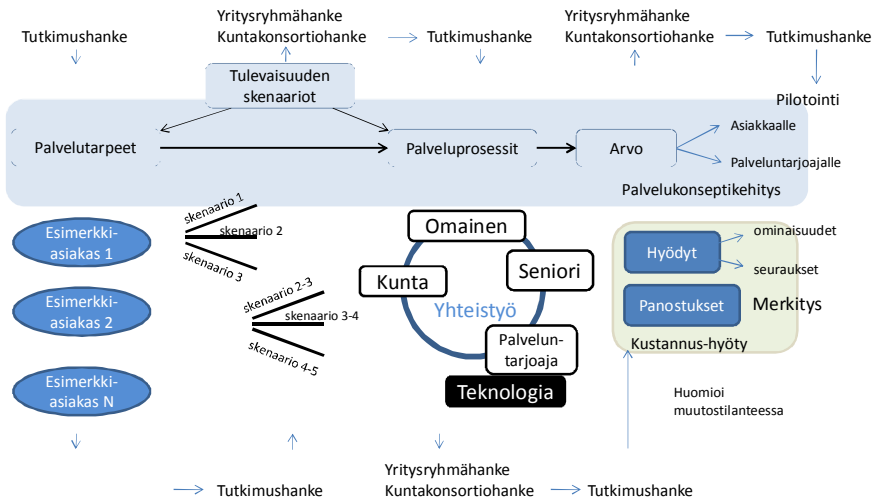 Tutkimushanke
Yritysryhmähanke
Kuntakonsortiohanke
Tutkimushanke
Yritysryhmähanke
Kuntakonsortiohanke
Tutkimushanke
Tulevaisuuden
skenaariot
Pilotointi
Palvelutarpeet
Palveluprosessit
Arvo
Asiakkaalle
Palveluntarjoajalle
Palvelukonseptikehitys
Esimerkki-
asiakas 1
Esimerkki-
asiakas 2
Esimerkki-
asiakas N
skenaario 1
skenaario 2
skenaario 3
skenaario 2-3
skenaario 3-4
skenaario 4-5
Omainen
Kunta
Seniori
Yhteistyö
Palvelun-
tarjoaja
Teknologia
Hyödyt
ominaisuudet
seuraukset
Panostukset
Merkitys
Kustannus-hyöty
Huomioi
muutostilanteessa
Tutkimushanke
Yritysryhmähanke
Kuntakonsortiohanke
Tutkimushanke